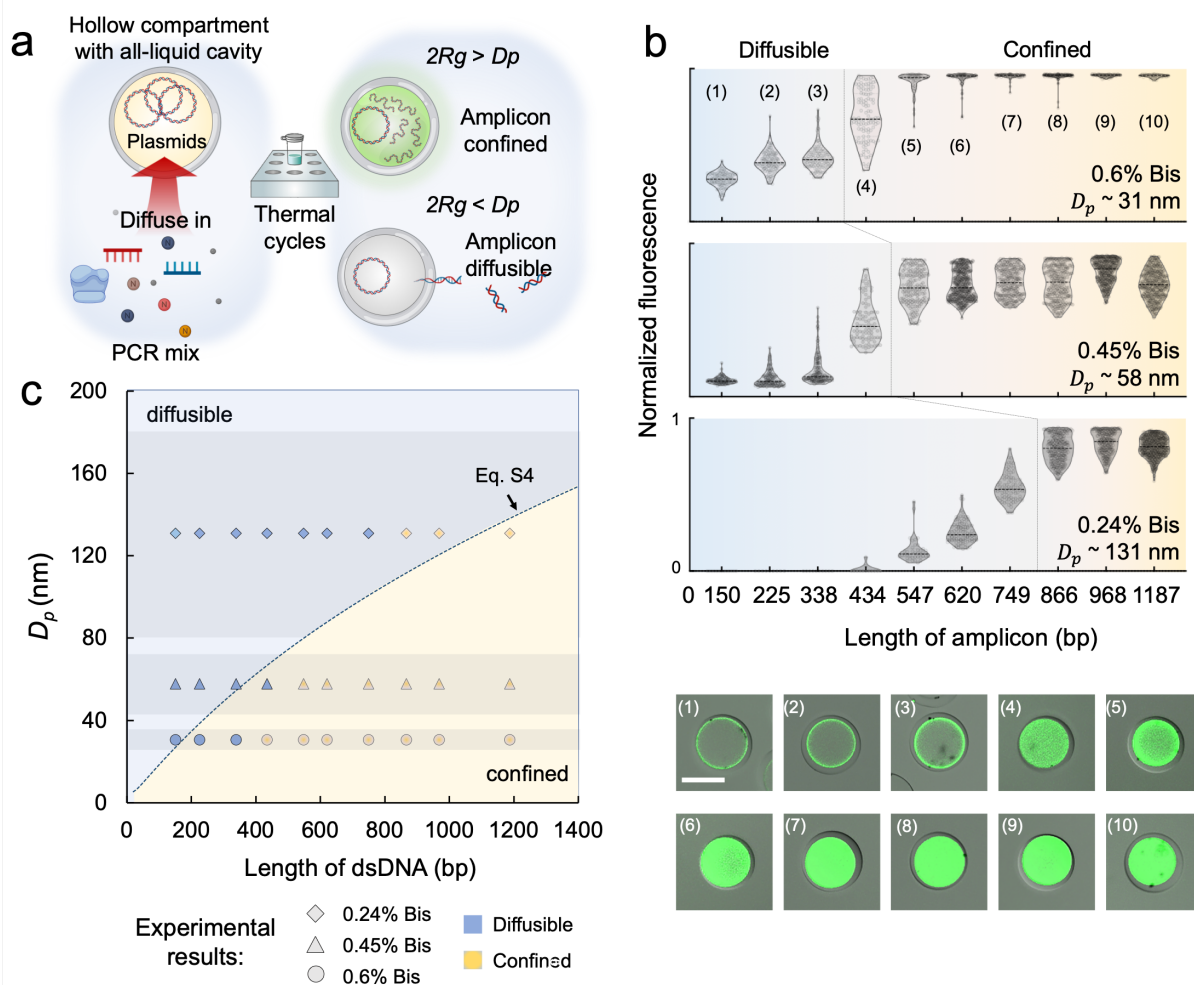 a
Hollow compartment
with all-liquid cavity
Plasmids
Diffuse in
N
N
N
N
N
PCR mix
Thermal
cycles
2Rg > Dp
Amplicon
confined
2Rg < Dp
Amplicon
diffusible
b
Diffusible
Confined
(1)
(2)
(3)
(4)
(5)
(6)
(7)
(8)
(9)
(10)
0.6% Bis
Dp ~ 31 nm
0.45% Bis
Dp ~ 58 nm
0.24% Bis
Dp ~ 131 nm
Normalized fluorescence
1
0
0 150 225 338 434 547 620 749 866 968 1187
Length of amplicon (bp)
(1) (2) (3) (4) (5)
(6) (7) (8) (9) (10)
c
200
160
120
80
40
0
Dp (nm)
diffusible
Eq. S4
confined
0 200 400 600 800 1000 1200 1400
Length of dsDNA (bp)
Experimental
results:
0.24% Bis
0.45% Bis
0.6% Bis
Diffusible
Confined